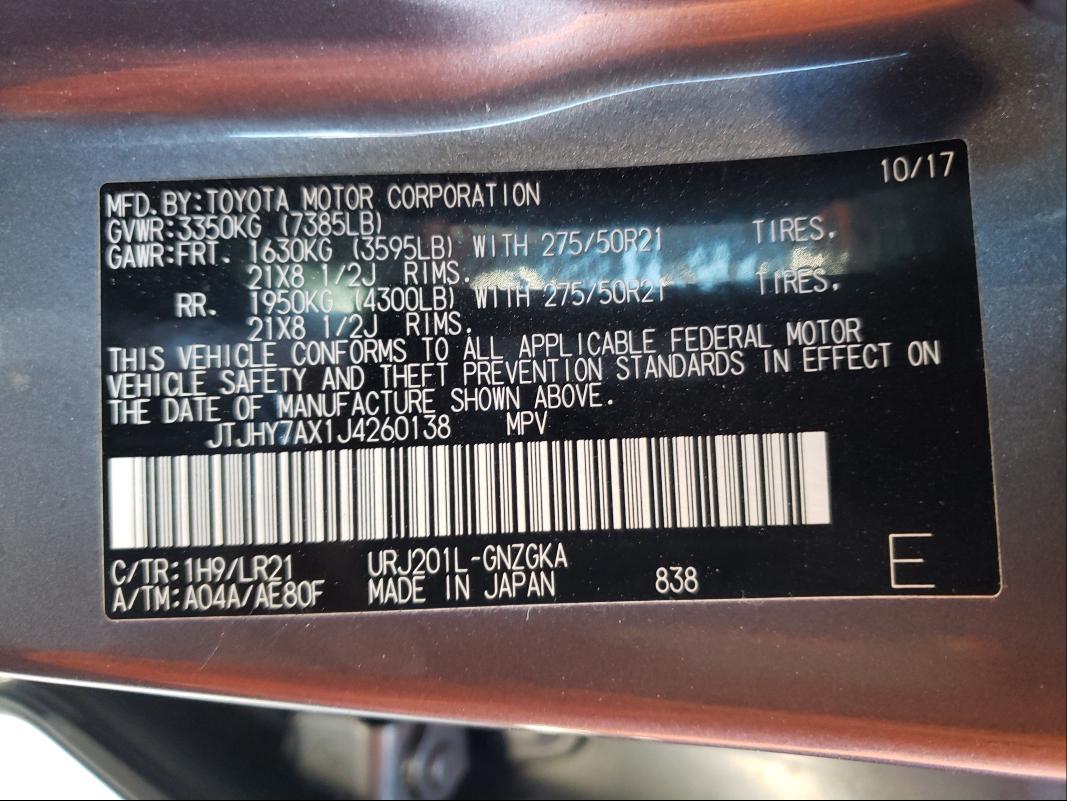 10/17
MFD. BY:TOYOTA MOTOR CORPORATION
GVWR:3350KG (7385LB)
GAWR:FRT. 1630KG (3595LB) WITH 275/50R21 TIRES,
21X8 1/2J RIMS.
RR. 1950KG (4300LB) WITH 275/50R21 TIRES,
21X8 1/2J RIMS.
THIS VEHICLE CONFORMS TO ALL APPLICABLE FEDERAL MOTOR
VEHICLE SAFETY AND THEFT PREVENTION STANDARDS IN EFFECT ON
THE DATE OF MANUFACTURE SHOWN ABOVE.
JTJHY7AX1J4260138 MPV
C/TR:1H9/LR21 URJ201L-GNZGKA
A/TM:A04A/AE80F MADE IN JAPAN 838 E